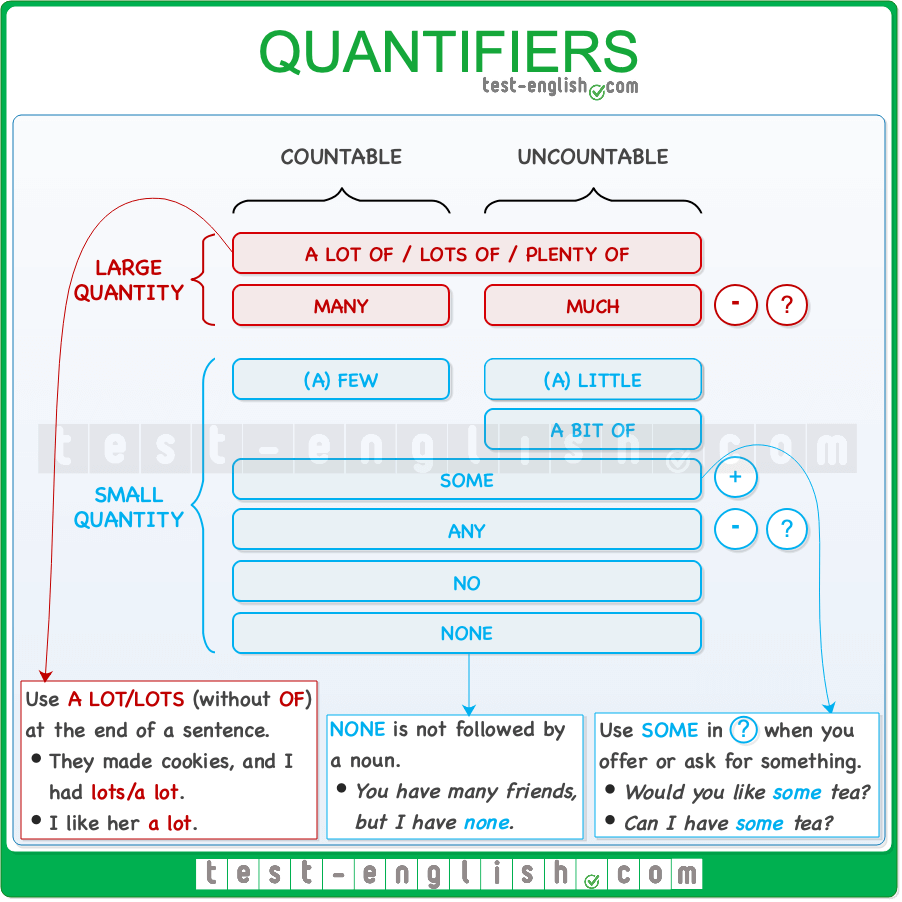 QUANTIFIERS
test-english.com
COUNTABLE
UNCOUNTABLE
LARGE
QUANTITY
A LOT OF / LOTS OF / PLENTY OF
MANY
MUCH
-
?
SMALL
QUANTITY
(A) FEW
(A) LITTLE
A BIT OF
test-english.com
SOME
+
ANY
-
?
NO
NONE
Use A LOT/LOTS (without OF)
at the end of a sentence.
• They made cookies, and I
had lots/a lot.
• I like her a lot.
NONE is not followed by
a noun.
• You have many friends,
but I have none.
Use SOME in ? when you
offer or ask for something.
• Would you like some tea?
• Can I have some tea?
test-english.com